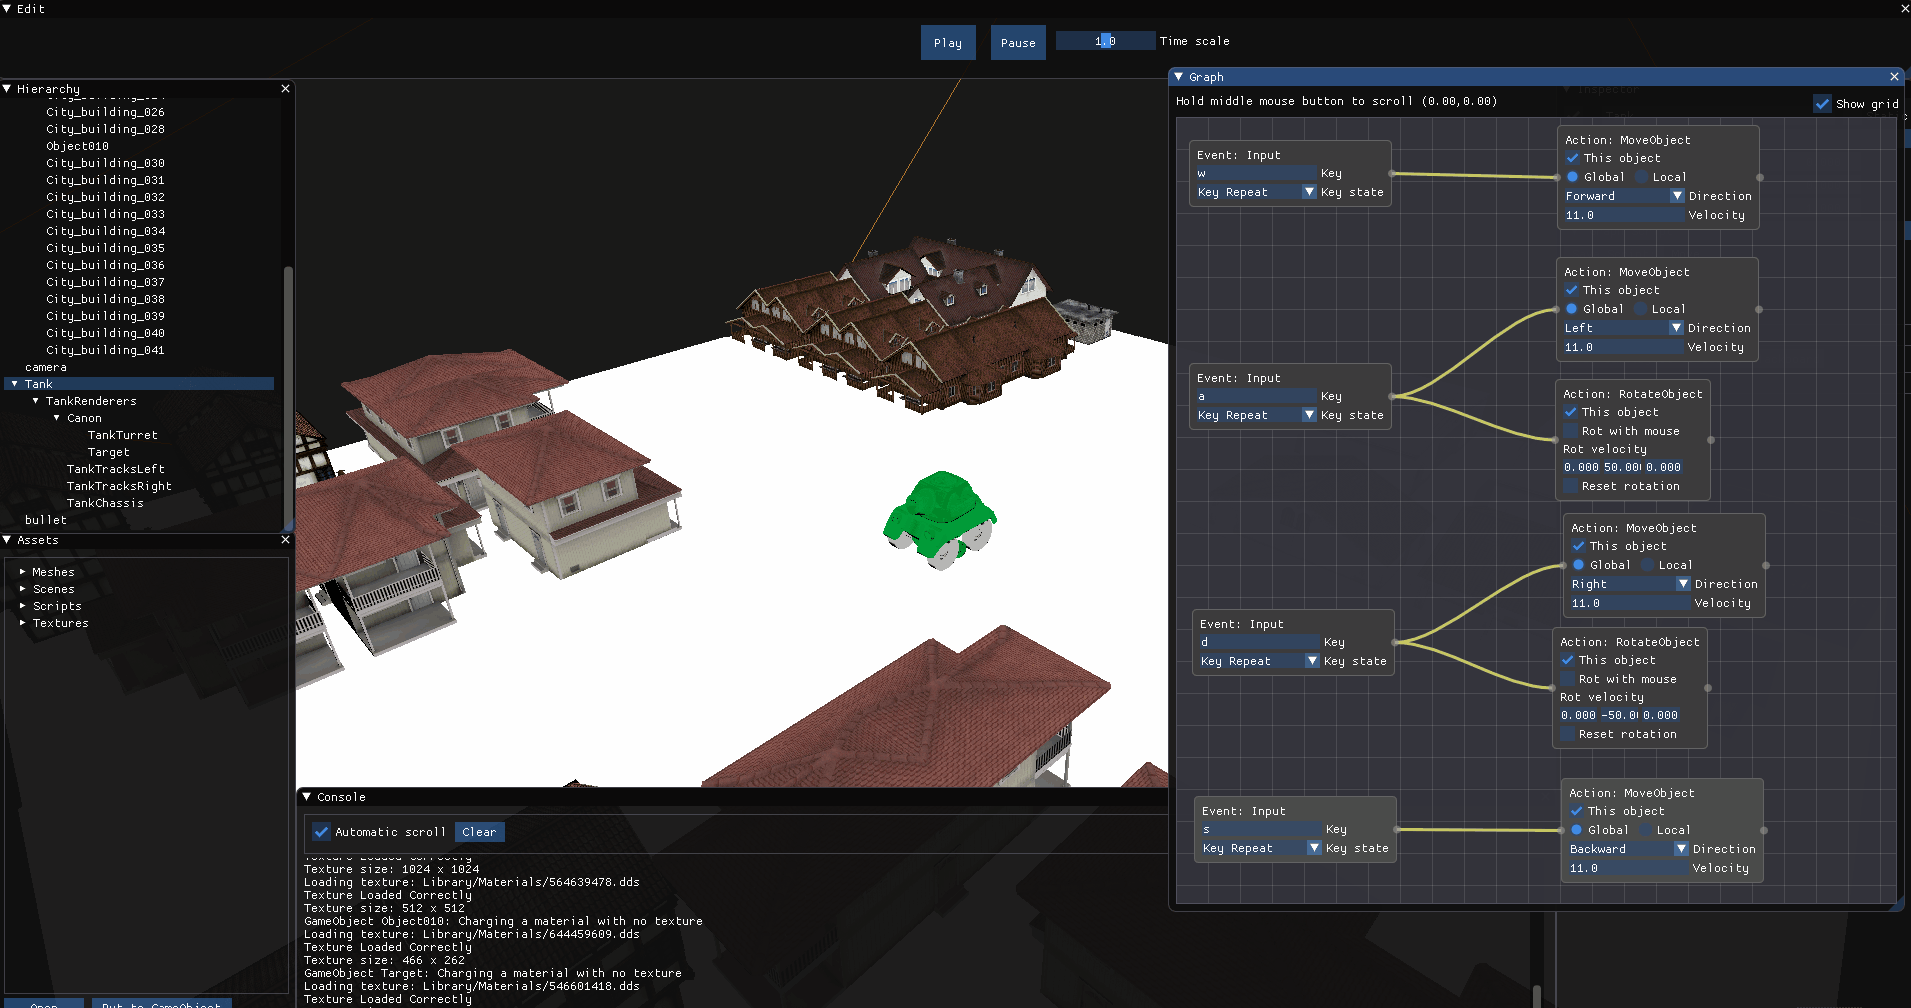 Edit
Play
Pause
1.0
Time scale
Hierarchy
City_building_026
City_building_028
Object010
City_building_030
City_building_031
City_building_032
City_building_033
City_building_034
City_building_035
City_building_036
City_building_037
City_building_038
City_building_039
City_building_040
City_building_041
camera
Tank
TankRenderers
Canon
TankTurret
Target
TankTracksLeft
TankTracksRight
TankChassis
bullet
Assets
Meshes
Scenes
Scripts
Textures
Open
Put to GameObject
Console
Automatic scroll
Clear
Texture Loaded Correctly
Texture size: 1024 x 1024
Loading texture: Library/Materials/564639478.dds
Texture Loaded Correctly
Texture size: 512 x 512
GameObject Object010: Charging a material with no texture
Loading texture: Library/Materials/644459609.dds
Texture Loaded Correctly
Texture size: 466 x 262
GameObject Target: Charging a material with no texture
Loading texture: Library/Materials/546601418.dds
Texture Loaded Correctly
Graph
Inspector
Hold middle mouse button to scroll (0.00,0.00)
Show grid
Event: Input
w Key
Key Repeat Key state
Action: MoveObject
This object
Global Local
Forward Direction
11.0 Velocity
Event: Input
a Key
Key Repeat Key state
Action: MoveObject
This object
Global Local
Left Direction
11.0 Velocity
Action: RotateObject
This object
Rot with mouse
Rot velocity
0.000 50.00 0.000
Reset rotation
Event: Input
d Key
Key Repeat Key state
Action: MoveObject
This object
Global Local
Right Direction
11.0 Velocity
Action: RotateObject
This object
Rot with mouse
Rot velocity
0.000 -50.0 0.000
Reset rotation
Event: Input
s Key
Key Repeat Key state
Action: MoveObject
This object
Global Local
Backward Direction
11.0 Velocity